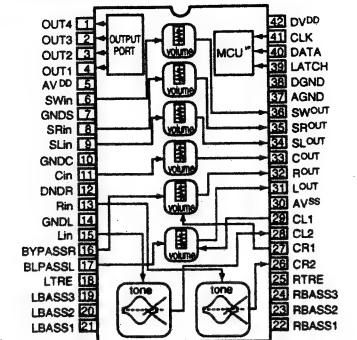 OUT4 1
OUT3 2
OUT2 3
OUT1 4
AVDD 5
SWin 6
GNDS 7
SRin 8
SLin 9
GNDC 10
Cin 11
DNDR 12
Rin 13
GNDL 14
Lin 15
BYPASSR 16
BLPASSL 17
LTRE 18
LBASS3 19
LBASS2 20
LBASS1 21
OUTPUT
PORT
MCU I/F
volume
volume
volume
volume
volume
volume
tone
tone
42 DVDD
41 CLK
40 DATA
39 LATCH
38 DGND
37 AGND
36 SWOUT
35 SROUT
34 SLOUT
33 COUT
32 ROUT
31 LOUT
30 AVSS
29 CL1
28 CL2
27 CR1
26 CR2
25 RTRE
24 RBASS3
23 RBASS2
22 RBASS1